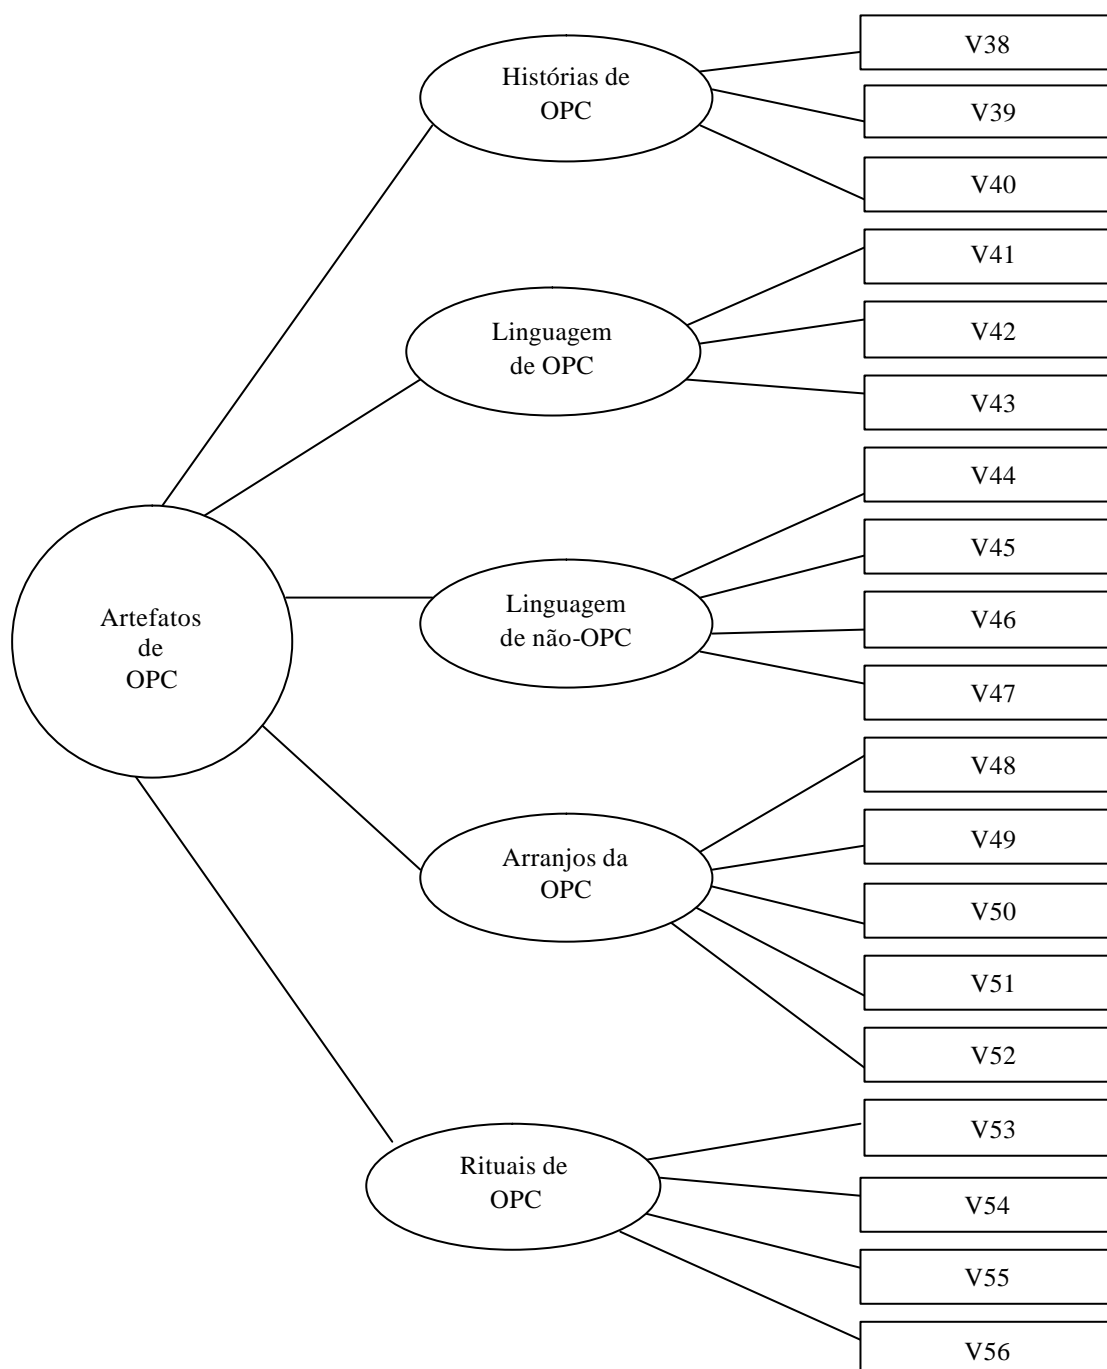 Artefatos
de
OPC
Histórias de
OPC
V38
V39
V40
Linguagem
de OPC
V41
V42
V43
Linguagem
de não-OPC
V44
V45
V46
V47
Arranjos da
OPC
V48
V49
V50
V51
V52
Rituais de
OPC
V53
V54
V55
V56